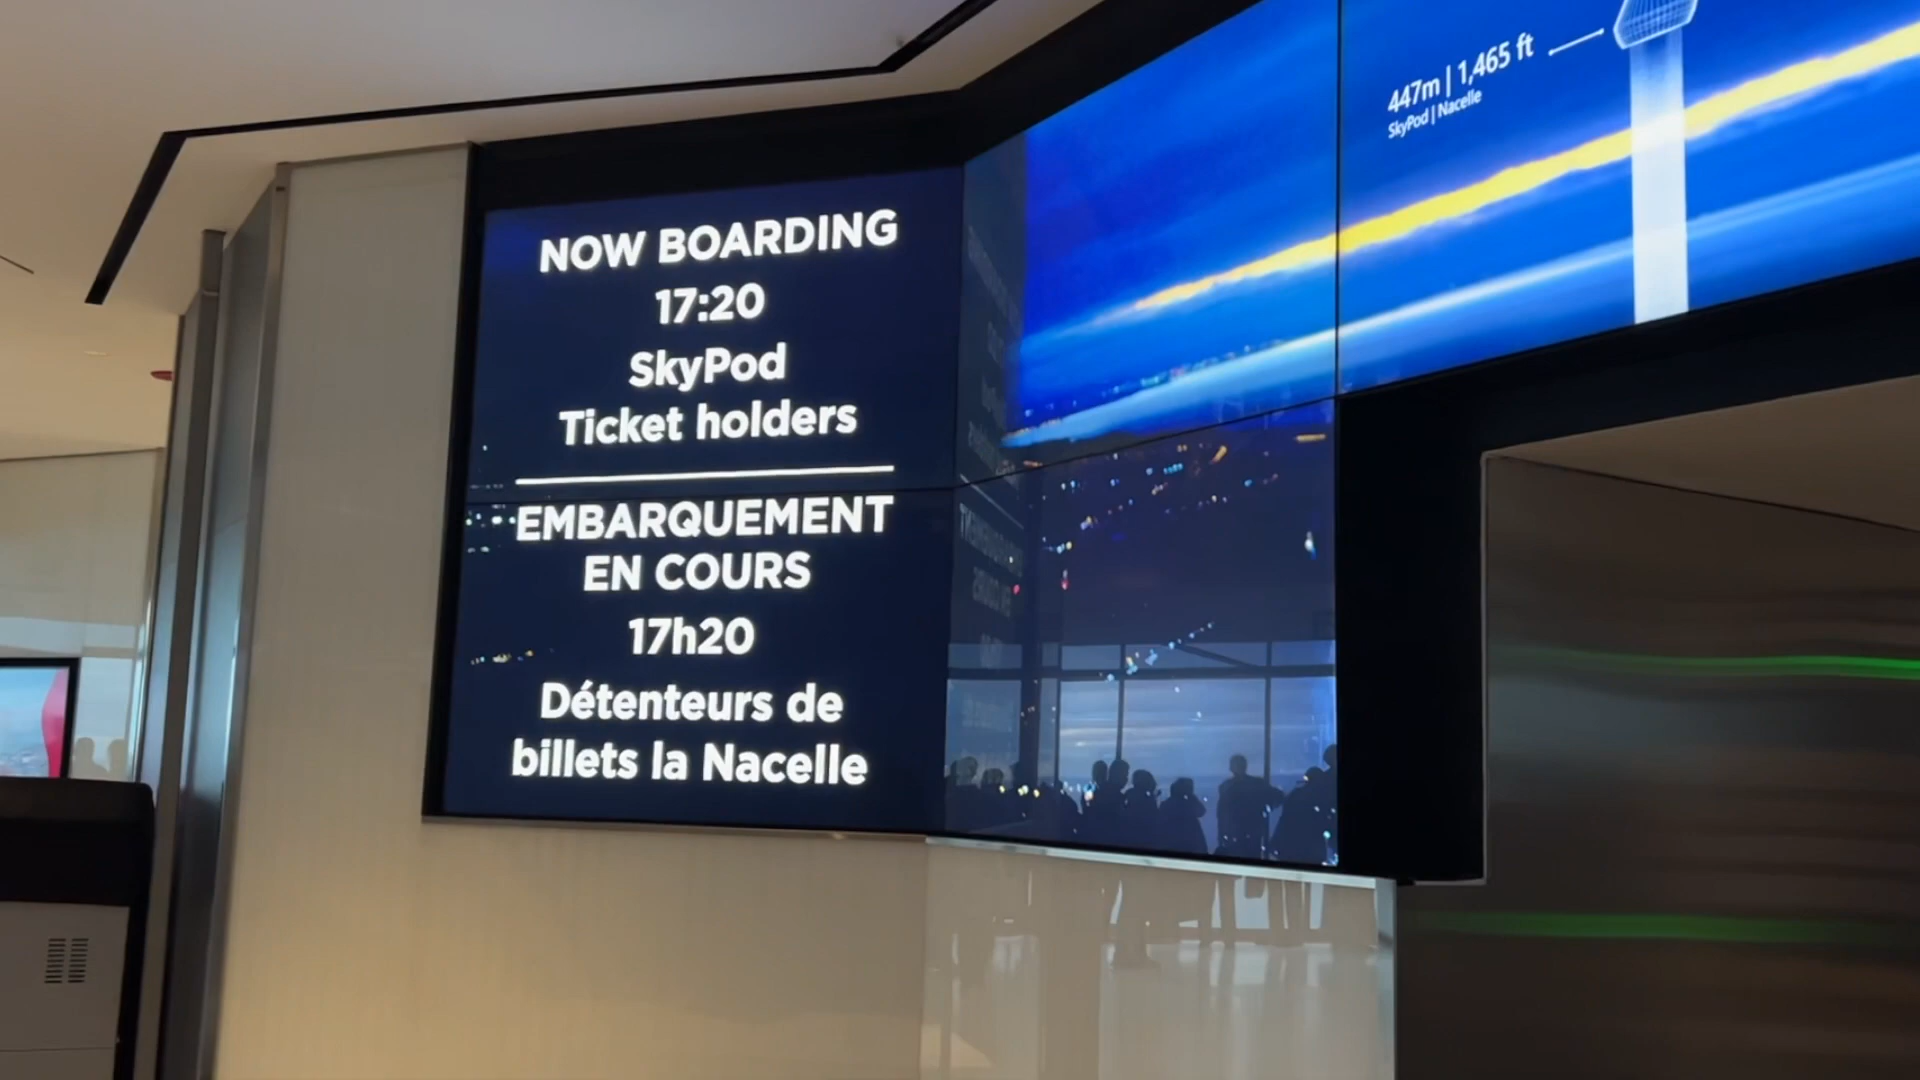 NOW BOARDING
17:20
SkyPod
Ticket holders
EMBARQUEMENT
EN COURS
17h20
Détenteurs de
billets la Nacelle
447m | 1,465 ft
SkyPod | Nacelle